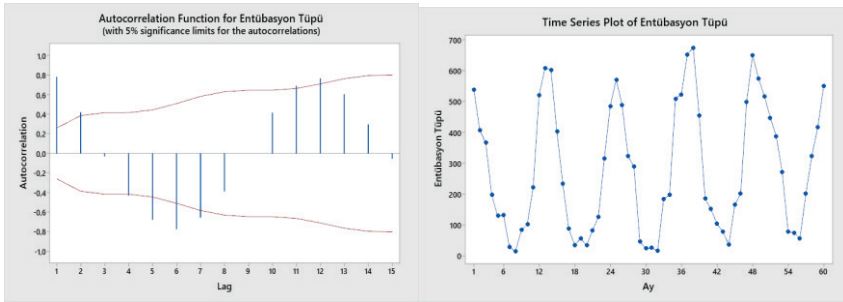 Autocorrelation Function for Entübasyon Tüpü
(with 5% significance limits for the autocorrelations)
1,0
0,8
0,6
0,4
0,2
0,0
-0,2
-0,4
-0,6
-0,8
-1,0
Autocorrelation
1 2 3 4 5 6 7 8 9 10 11 12 13 14 15
Lag
Time Series Plot of Entübasyon Tüpü
700
600
500
400
300
200
100
0
Entübasyon Tüpü
1 6 12 18 24 30 36 42 48 54 60
Ay